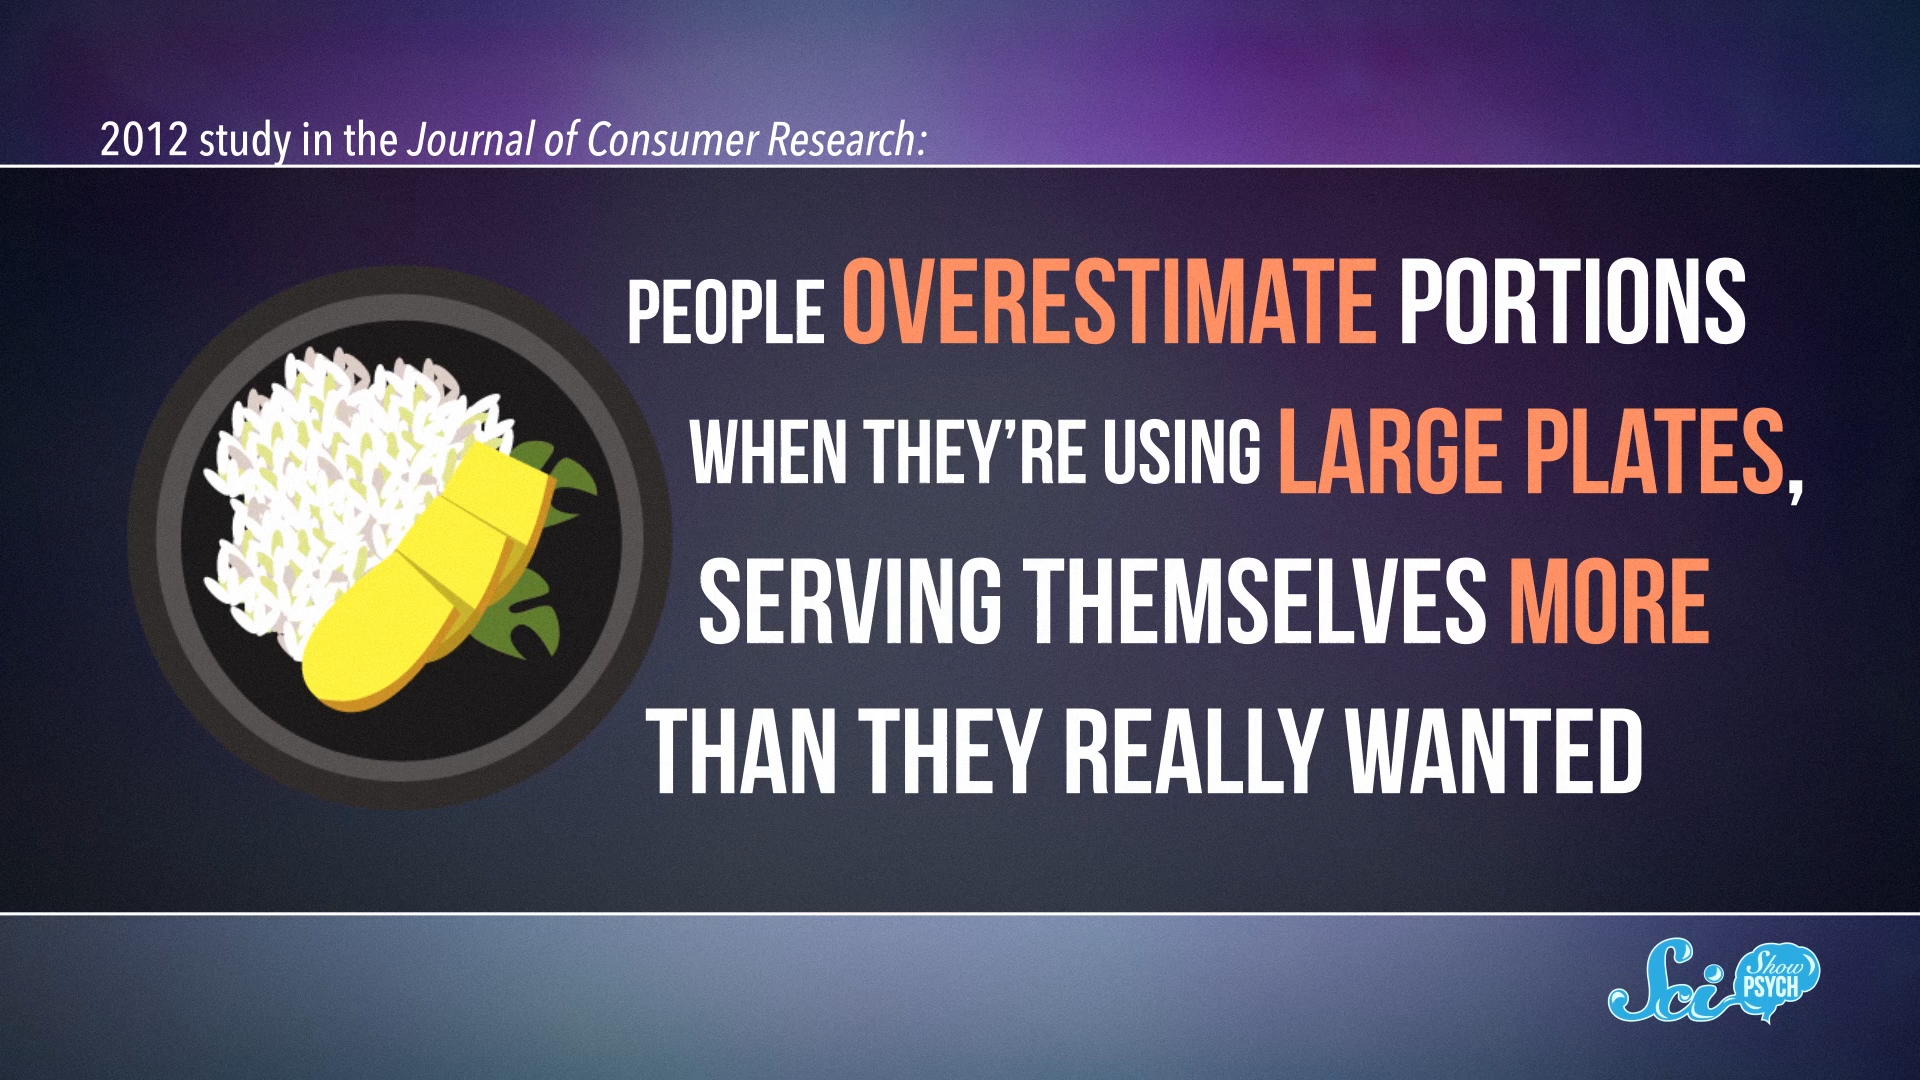 2012 study in the Journal of Consumer Research:
PEOPLE OVERESTIMATE PORTIONS
WHEN THEY'RE USING LARGE PLATES,
SERVING THEMSELVES MORE
THAN THEY REALLY WANTED
Sci Show
PSYCH